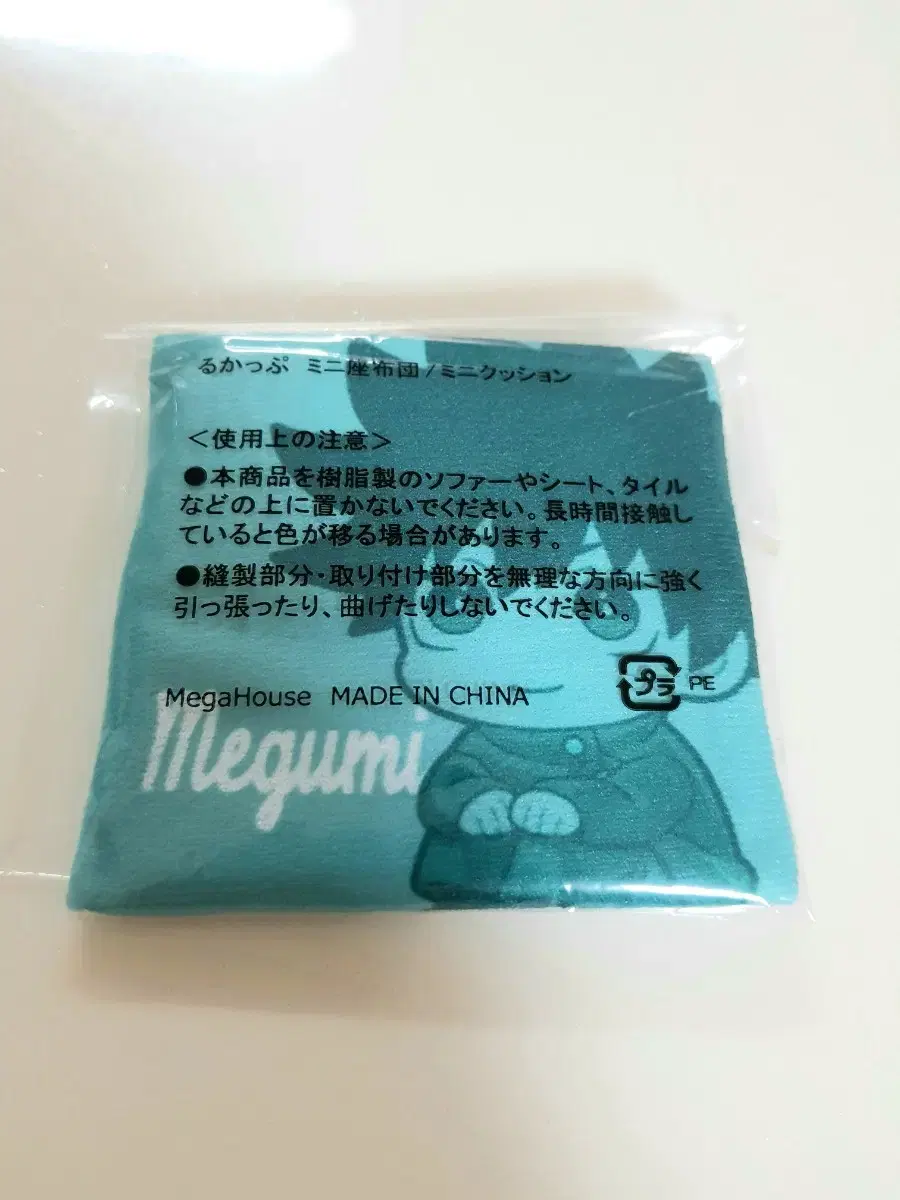 るかっぷ ミニ座布団/ミニクッション
＜使用上の注意＞
●本商品を樹脂製のソファーやシート、タイル
などの上に置かないでください。長時間接触し
ていると色が移る場合があります。
●縫製部分・取り付け部分を無理な方向に強く
引っ張ったり、曲げたりしないでください。
MegaHouse MADE IN CHINA
プラ PE
Megumi